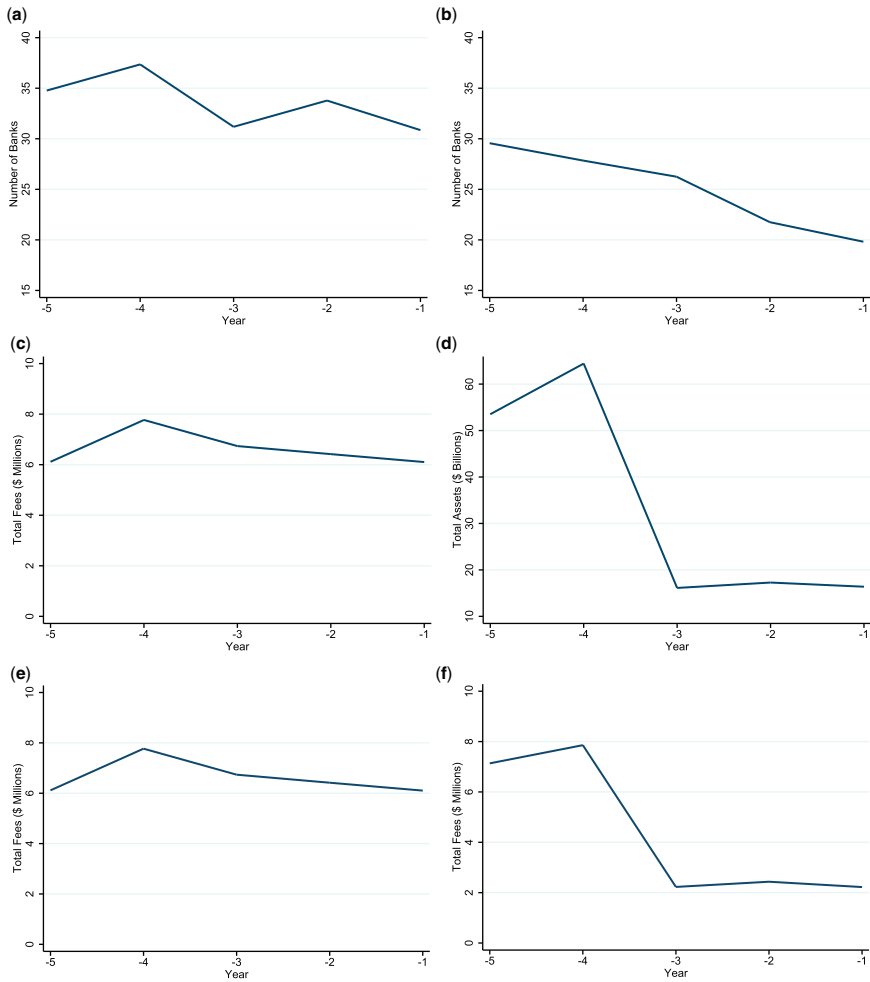 (a)
Number of Banks
40
35
30
25
20
15
-5 -4 -3 -2 -1
Year
(b)
Number of Banks
40
35
30
25
20
15
-5 -4 -3 -2 -1
Year
(c)
Total Fees ($ Millions)
10
8
6
4
2
0
-5 -4 -3 -2 -1
Year
(d)
Total Assets ($ Billions)
60
50
40
30
20
10
-5 -4 -3 -2 -1
Year
(e)
Total Fees ($ Millions)
10
8
6
4
2
0
-5 -4 -3 -2 -1
Year
(f)
Total Fees ($ Millions)
10
8
6
4
2
0
-5 -4 -3 -2 -1
Year